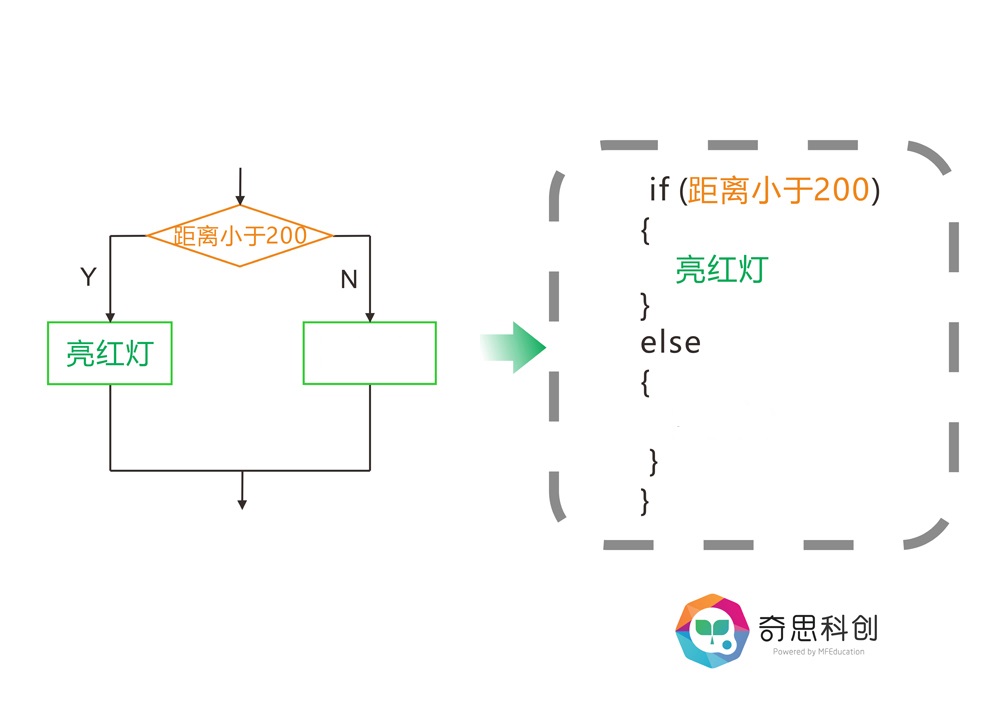 距离小于200
Y
N
亮红灯
if (距离小于200)
{
亮红灯
}
else
{
}
}
奇思科创
Powered by MFEducation